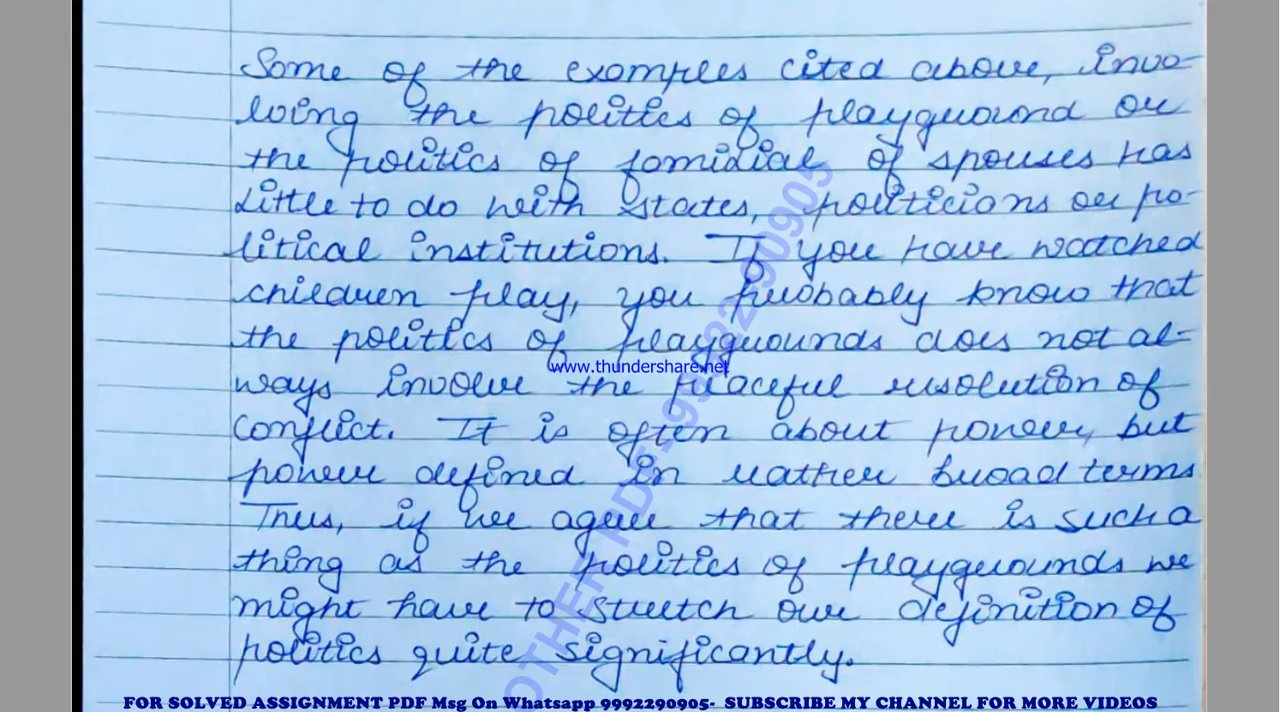 Some of the examples cited above, invo-
lving the politics of playground or
the politics of fomidial of spouses has
little to do with states, politicions or po-
litical institutions. If you have watched
children play, you probably know that
the politics of playgrounds does not al-
www.thundershare.net
ways involve the peaceful resolution of
conflict. It is often about power, but
power defined in rather broad terms.
Thus, if we agree that there is such a
thing as the politics of playgrounds we
might have to stretch our definition of
politics quite significantly.
OTHER PDF 9992290905
FOR SOLVED ASSIGNMENT PDF Msg On Whatsapp 9992290905- SUBSCRIBE MY CHANNEL FOR MORE VIDEOS